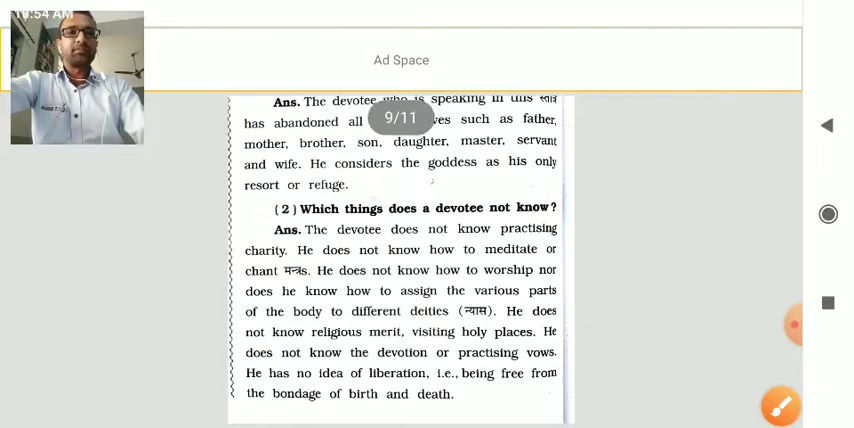 10:54 AM
Ad Space
Ans. The devotee who is speaking in this स्तोत्र
has abandoned all such as father,
9/11
mother, brother, son, daughter, master, servant
and wife. He considers the goddess as his only
resort or refuge.
(2) Which things does a devotee not know?
Ans. The devotee does not know practising
charity. He does not know how to meditate or
chant मन्त्रs. He does not know how to worship nor
does he know how to assign the various parts
of the body to different deities (न्यास). He does
not know religious merit, visiting holy places. He
does not know the devotion or practising vows.
He has no idea of liberation, i.e., being free from
the bondage of birth and death.